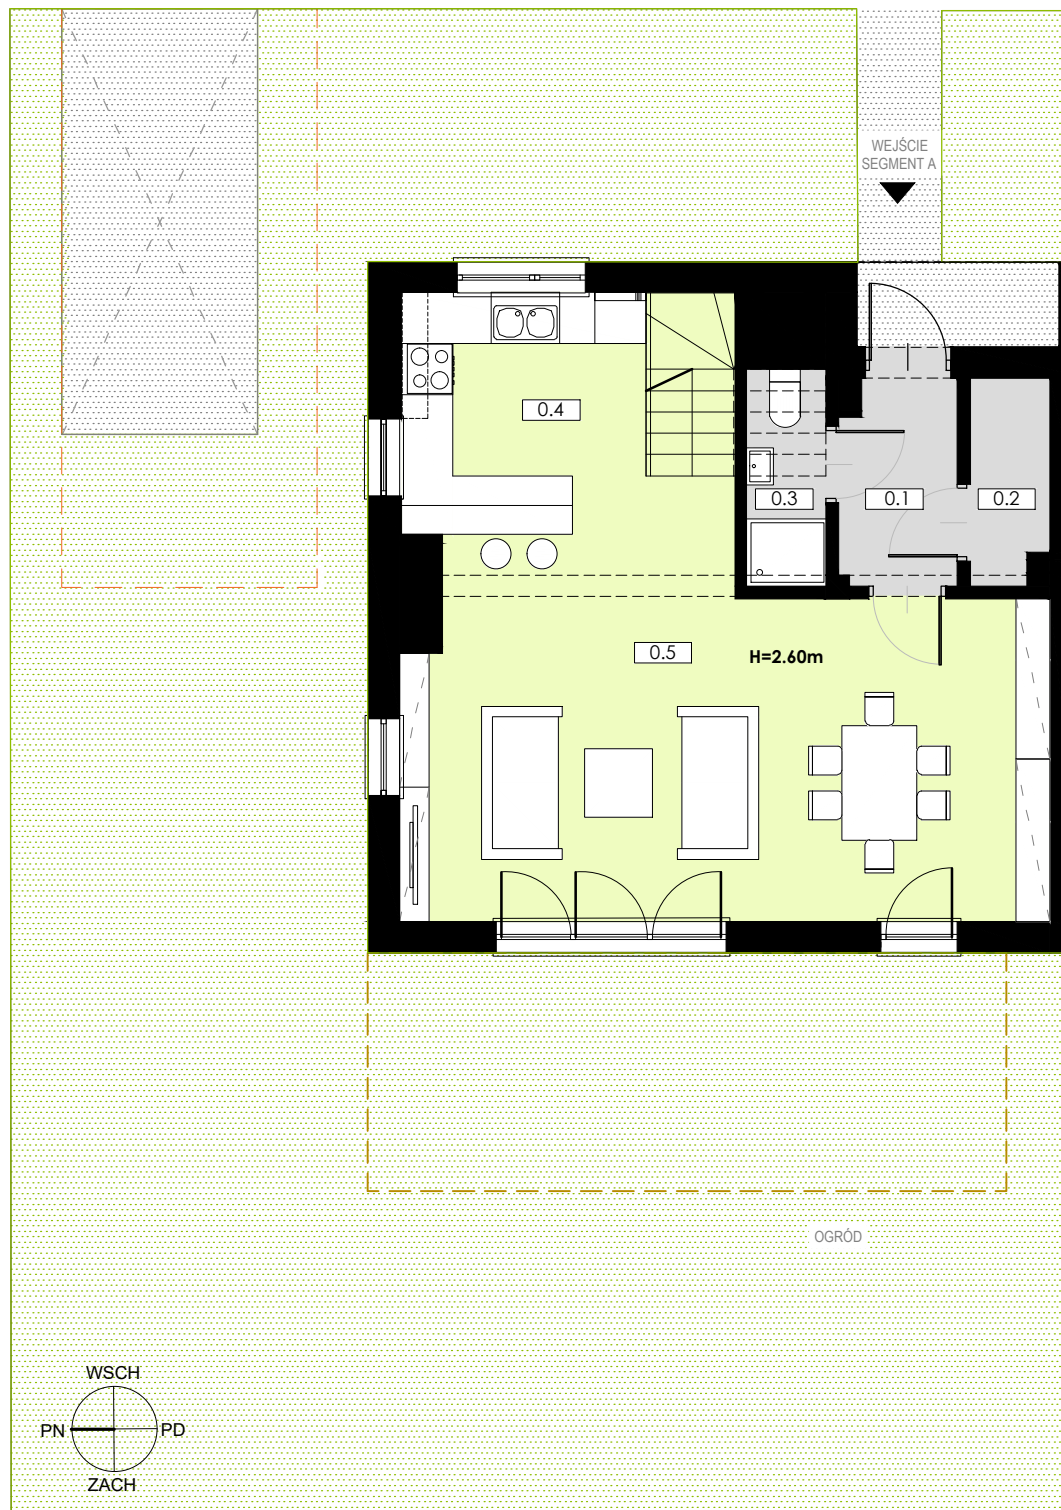 WEJŚCIE
SEGMENT A
0.4
0.3
0.1
0.2
0.5
H=2.60m
OGRÓD
WSCH
PN
PD
ZACH